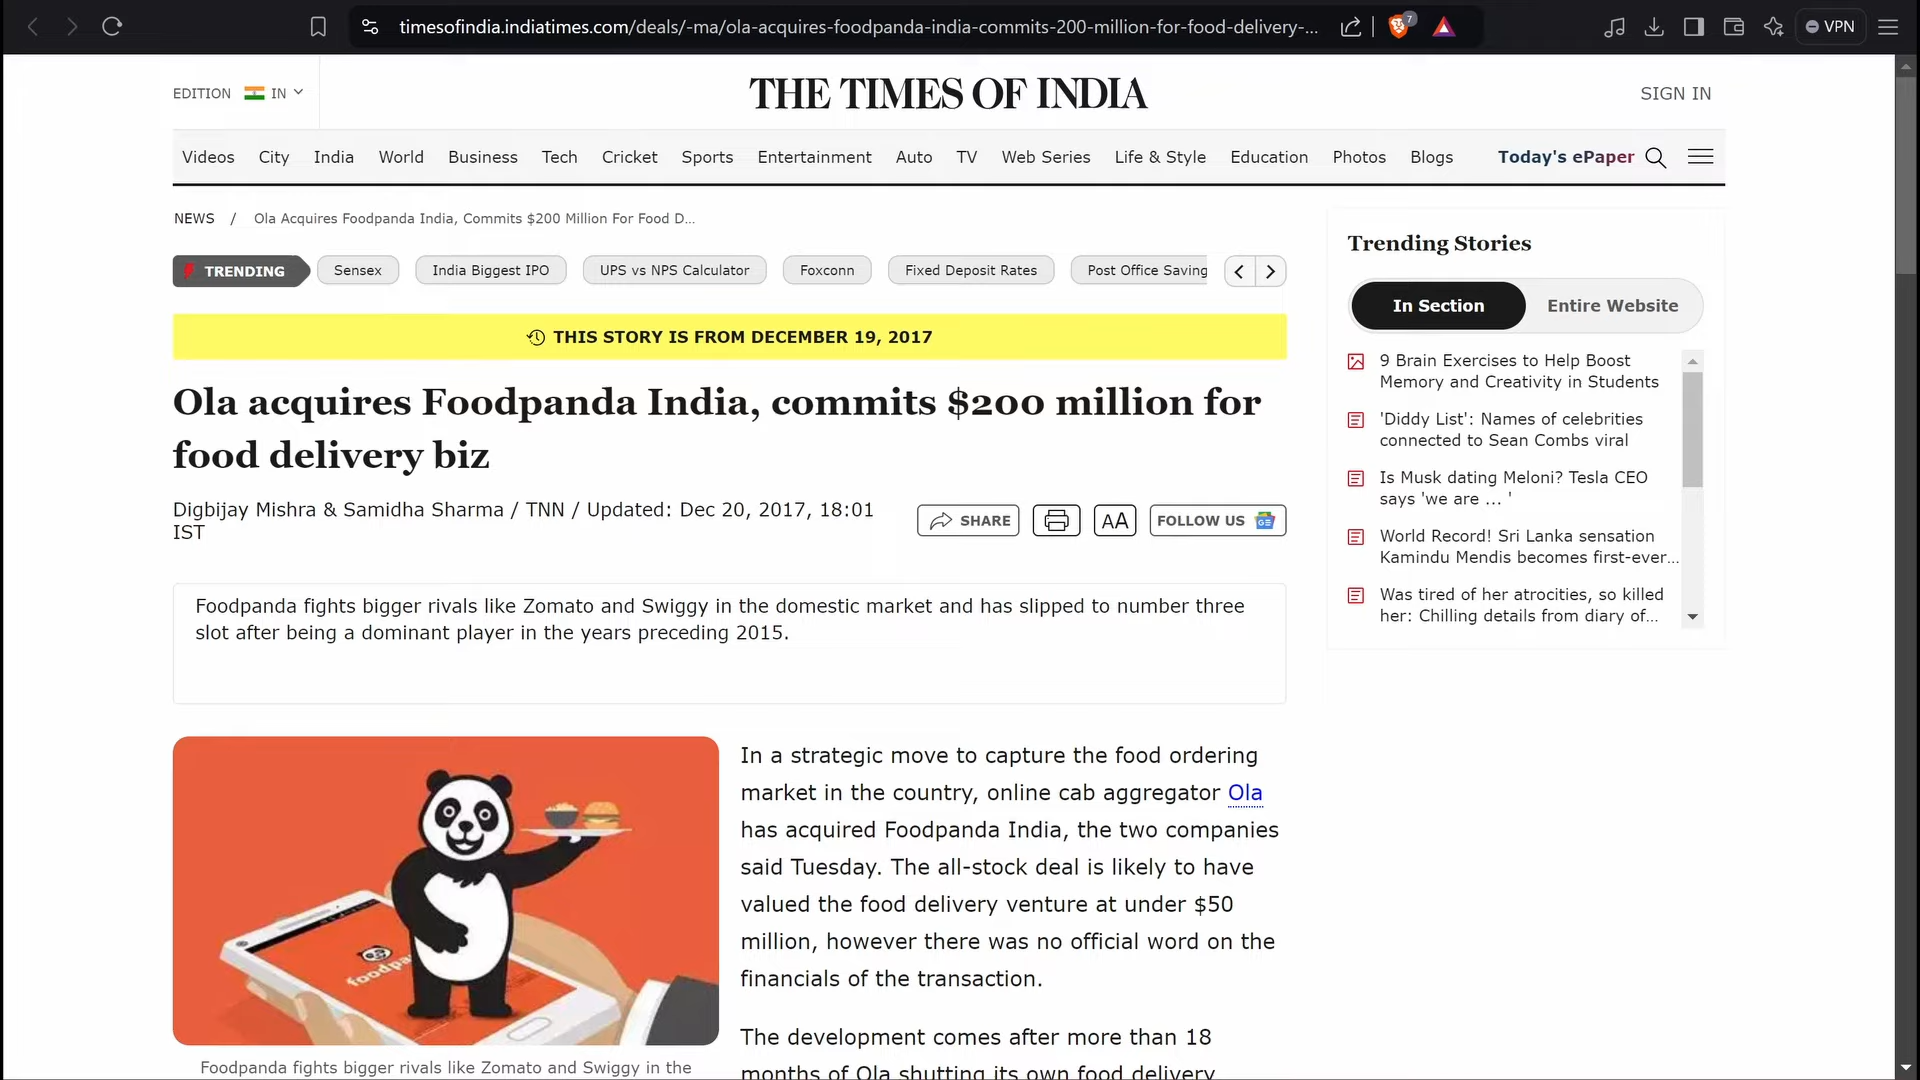 timesofindia.indiatimes.com/deals/-ma/ola-acquires-foodpanda-india-commits-200-million-for-food-delivery-...
7
VPN
EDITION IN
THE TIMES OF INDIA
SIGN IN
Videos City India World Business Tech Cricket Sports Entertainment Auto TV Web Series Life & Style Education Photos Blogs Today's ePaper
NEWS / Ola Acquires Foodpanda India, Commits $200 Million For Food D...
TRENDING Sensex India Biggest IPO UPS vs NPS Calculator Foxconn Fixed Deposit Rates Post Office Saving
THIS STORY IS FROM DECEMBER 19, 2017
Ola acquires Foodpanda India, commits $200 million for
food delivery biz
Digbijay Mishra & Samidha Sharma / TNN / Updated: Dec 20, 2017, 18:01
IST
SHARE AA FOLLOW US GE
Foodpanda fights bigger rivals like Zomato and Swiggy in the domestic market and has slipped to number three
slot after being a dominant player in the years preceding 2015.
foodpa
Foodpanda fights bigger rivals like Zomato and Swiggy in the
In a strategic move to capture the food ordering
market in the country, online cab aggregator Ola
has acquired Foodpanda India, the two companies
said Tuesday. The all-stock deal is likely to have
valued the food delivery venture at under $50
million, however there was no official word on the
financials of the transaction.
The development comes after more than 18
months of Ola shutting its own food delivery
Trending Stories
In Section Entire Website
9 Brain Exercises to Help Boost
Memory and Creativity in Students
'Diddy List': Names of celebrities
connected to Sean Combs viral
Is Musk dating Meloni? Tesla CEO
says 'we are ... '
World Record! Sri Lanka sensation
Kamindu Mendis becomes first-ever...
Was tired of her atrocities, so killed
her: Chilling details from diary of...